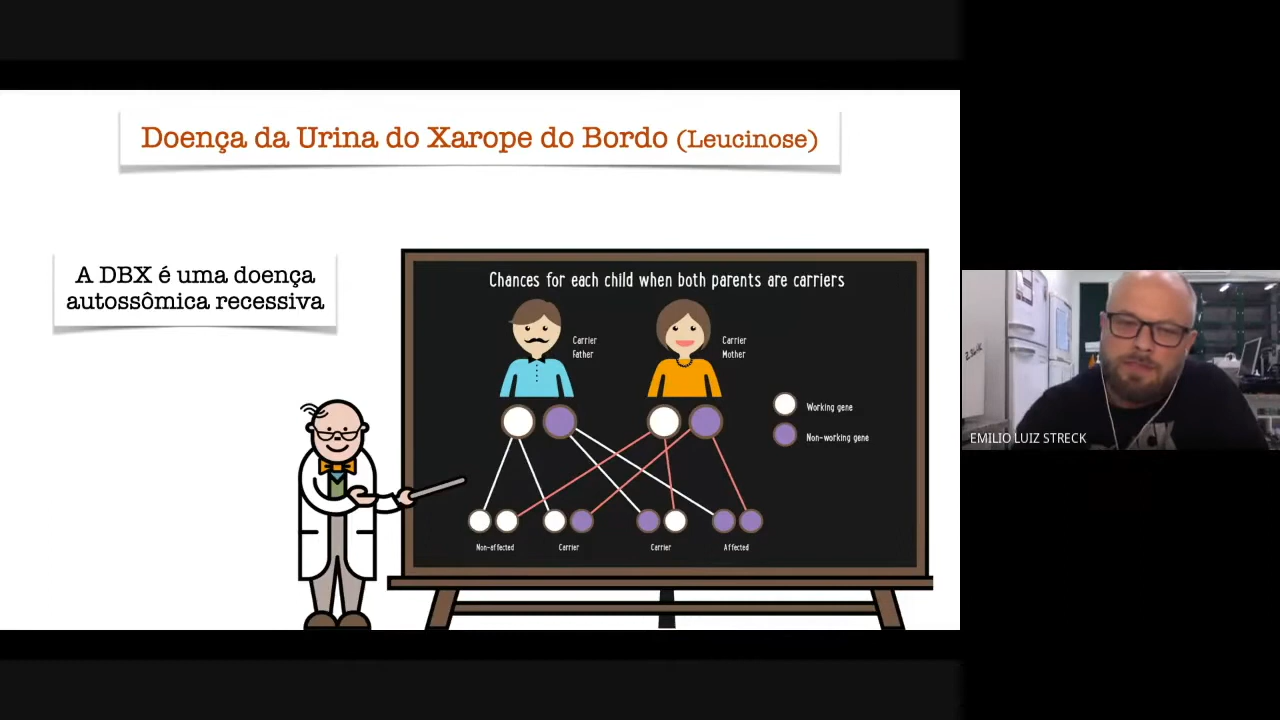 Doença da Urina do Xarope do Bordo (Leucinose)
A DBX é uma doença
autossômica recessiva
Chances for each child when both parents are carriers
Carrier
Father
Carrier
Mother
Working gene
Non-working gene
Non-affected
Carrier
Carrier
Affected
EMILIO LUIZ STRECK